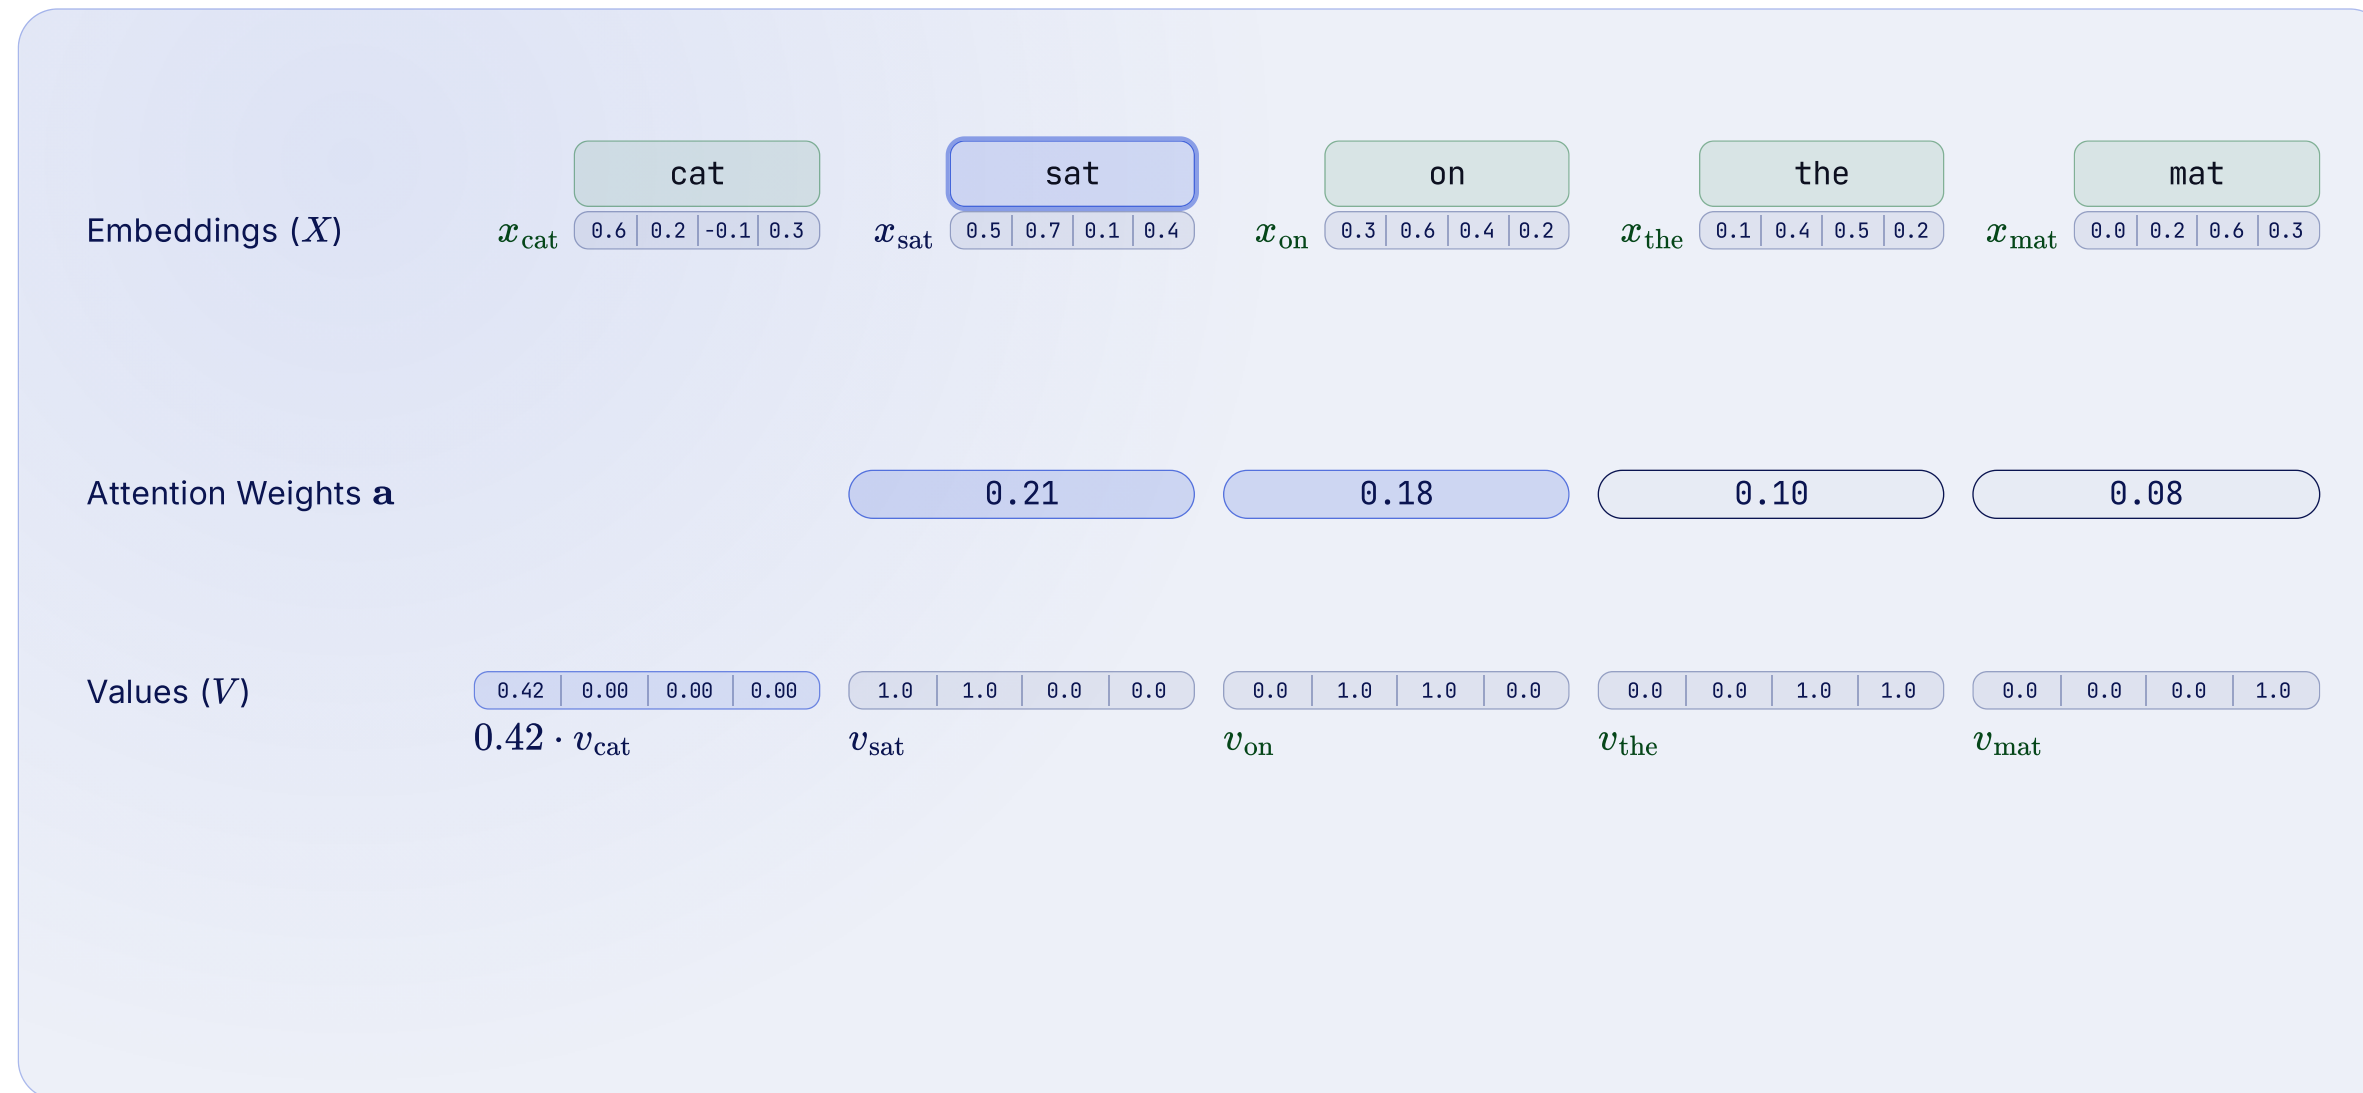 cat sat on the mat
Embeddings (X) x_cat 0.6 0.2 -0.1 0.3 x_sat 0.5 0.7 0.1 0.4 x_on 0.3 0.6 0.4 0.2 x_the 0.1 0.4 0.5 0.2 x_mat 0.0 0.2 0.6 0.3
Attention Weights a 0.21 0.18 0.10 0.08
Values (V) 0.42 0.00 0.00 0.00 1.0 1.0 0.0 0.0 0.0 1.0 1.0 0.0 0.0 0.0 1.0 1.0 0.0 0.0 0.0 1.0
0.42 · v_cat v_sat v_on v_the v_mat